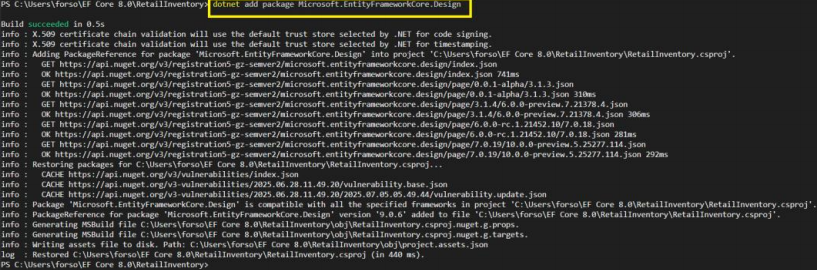 PS C:\Users\forso\EF Core 8.0\RetailInventory> dotnet add package Microsoft.EntityFrameworkCore.Design
Build succeeded in 0.5s
info : X.509 certificate chain validation will use the default trust store selected by .NET for code signing.
info : X.509 certificate chain validation will use the default trust store selected by .NET for timestamping.
info : Adding PackageReference for package 'Microsoft.EntityFrameworkCore.Design' into project 'C:\Users\forso\EF Core 8.0\RetailInventory\RetailInventory.csproj'.
info :   GET https://api.nuget.org/v3/registration5-gz-semver2/microsoft.entityframeworkcore.design/index.json
info :   OK https://api.nuget.org/v3/registration5-gz-semver2/microsoft.entityframeworkcore.design/index.json 741ms
info :   GET https://api.nuget.org/v3/registration5-gz-semver2/microsoft.entityframeworkcore.design/page/0.0.1-alpha/3.1.3.json
info :   OK https://api.nuget.org/v3/registration5-gz-semver2/microsoft.entityframeworkcore.design/page/0.0.1-alpha/3.1.3.json 310ms
info :   GET https://api.nuget.org/v3/registration5-gz-semver2/microsoft.entityframeworkcore.design/page/3.1.4/6.0.0-preview.7.21378.4.json
info :   OK https://api.nuget.org/v3/registration5-gz-semver2/microsoft.entityframeworkcore.design/page/3.1.4/6.0.0-preview.7.21378.4.json 306ms
info :   GET https://api.nuget.org/v3/registration5-gz-semver2/microsoft.entityframeworkcore.design/page/6.0.0-rc.1.21452.10/7.0.18.json
info :   OK https://api.nuget.org/v3/registration5-gz-semver2/microsoft.entityframeworkcore.design/page/6.0.0-rc.1.21452.10/7.0.18.json 281ms
info :   GET https://api.nuget.org/v3/registration5-gz-semver2/microsoft.entityframeworkcore.design/page/7.0.19/10.0.0-preview.5.25277.114.json
info :   OK https://api.nuget.org/v3/registration5-gz-semver2/microsoft.entityframeworkcore.design/page/7.0.19/10.0.0-preview.5.25277.114.json 292ms
info : Restoring packages for C:\Users\forso\EF Core 8.0\RetailInventory\RetailInventory.csproj...
info :   CACHE https://api.nuget.org/v3/vulnerabilities/index.json
info :   CACHE https://api.nuget.org/v3-vulnerabilities/2025.06.28.11.49.20/vulnerability.base.json
info :   CACHE https://api.nuget.org/v3-vulnerabilities/2025.06.28.11.49.20/2025.07.05.05.49.44/vulnerability.update.json
info : Package 'Microsoft.EntityFrameworkCore.Design' is compatible with all the specified frameworks in project 'C:\Users\forso\EF Core 8.0\RetailInventory\RetailInventory.csproj'.
info : PackageReference for package 'Microsoft.EntityFrameworkCore.Design' version '9.0.6' added to file 'C:\Users\forso\EF Core 8.0\RetailInventory\RetailInventory.csproj'.
info : Generating MSBuild file C:\Users\forso\EF Core 8.0\RetailInventory\obj\RetailInventory.csproj.nuget.g.props.
info : Generating MSBuild file C:\Users\forso\EF Core 8.0\RetailInventory\obj\RetailInventory.csproj.nuget.g.targets.
info : Writing assets file to disk. Path: C:\Users\forso\EF Core 8.0\RetailInventory\obj\project.assets.json
log  : Restored C:\Users\forso\EF Core 8.0\RetailInventory\RetailInventory.csproj (in 440 ms).
PS C:\Users\forso\EF Core 8.0\RetailInventory>